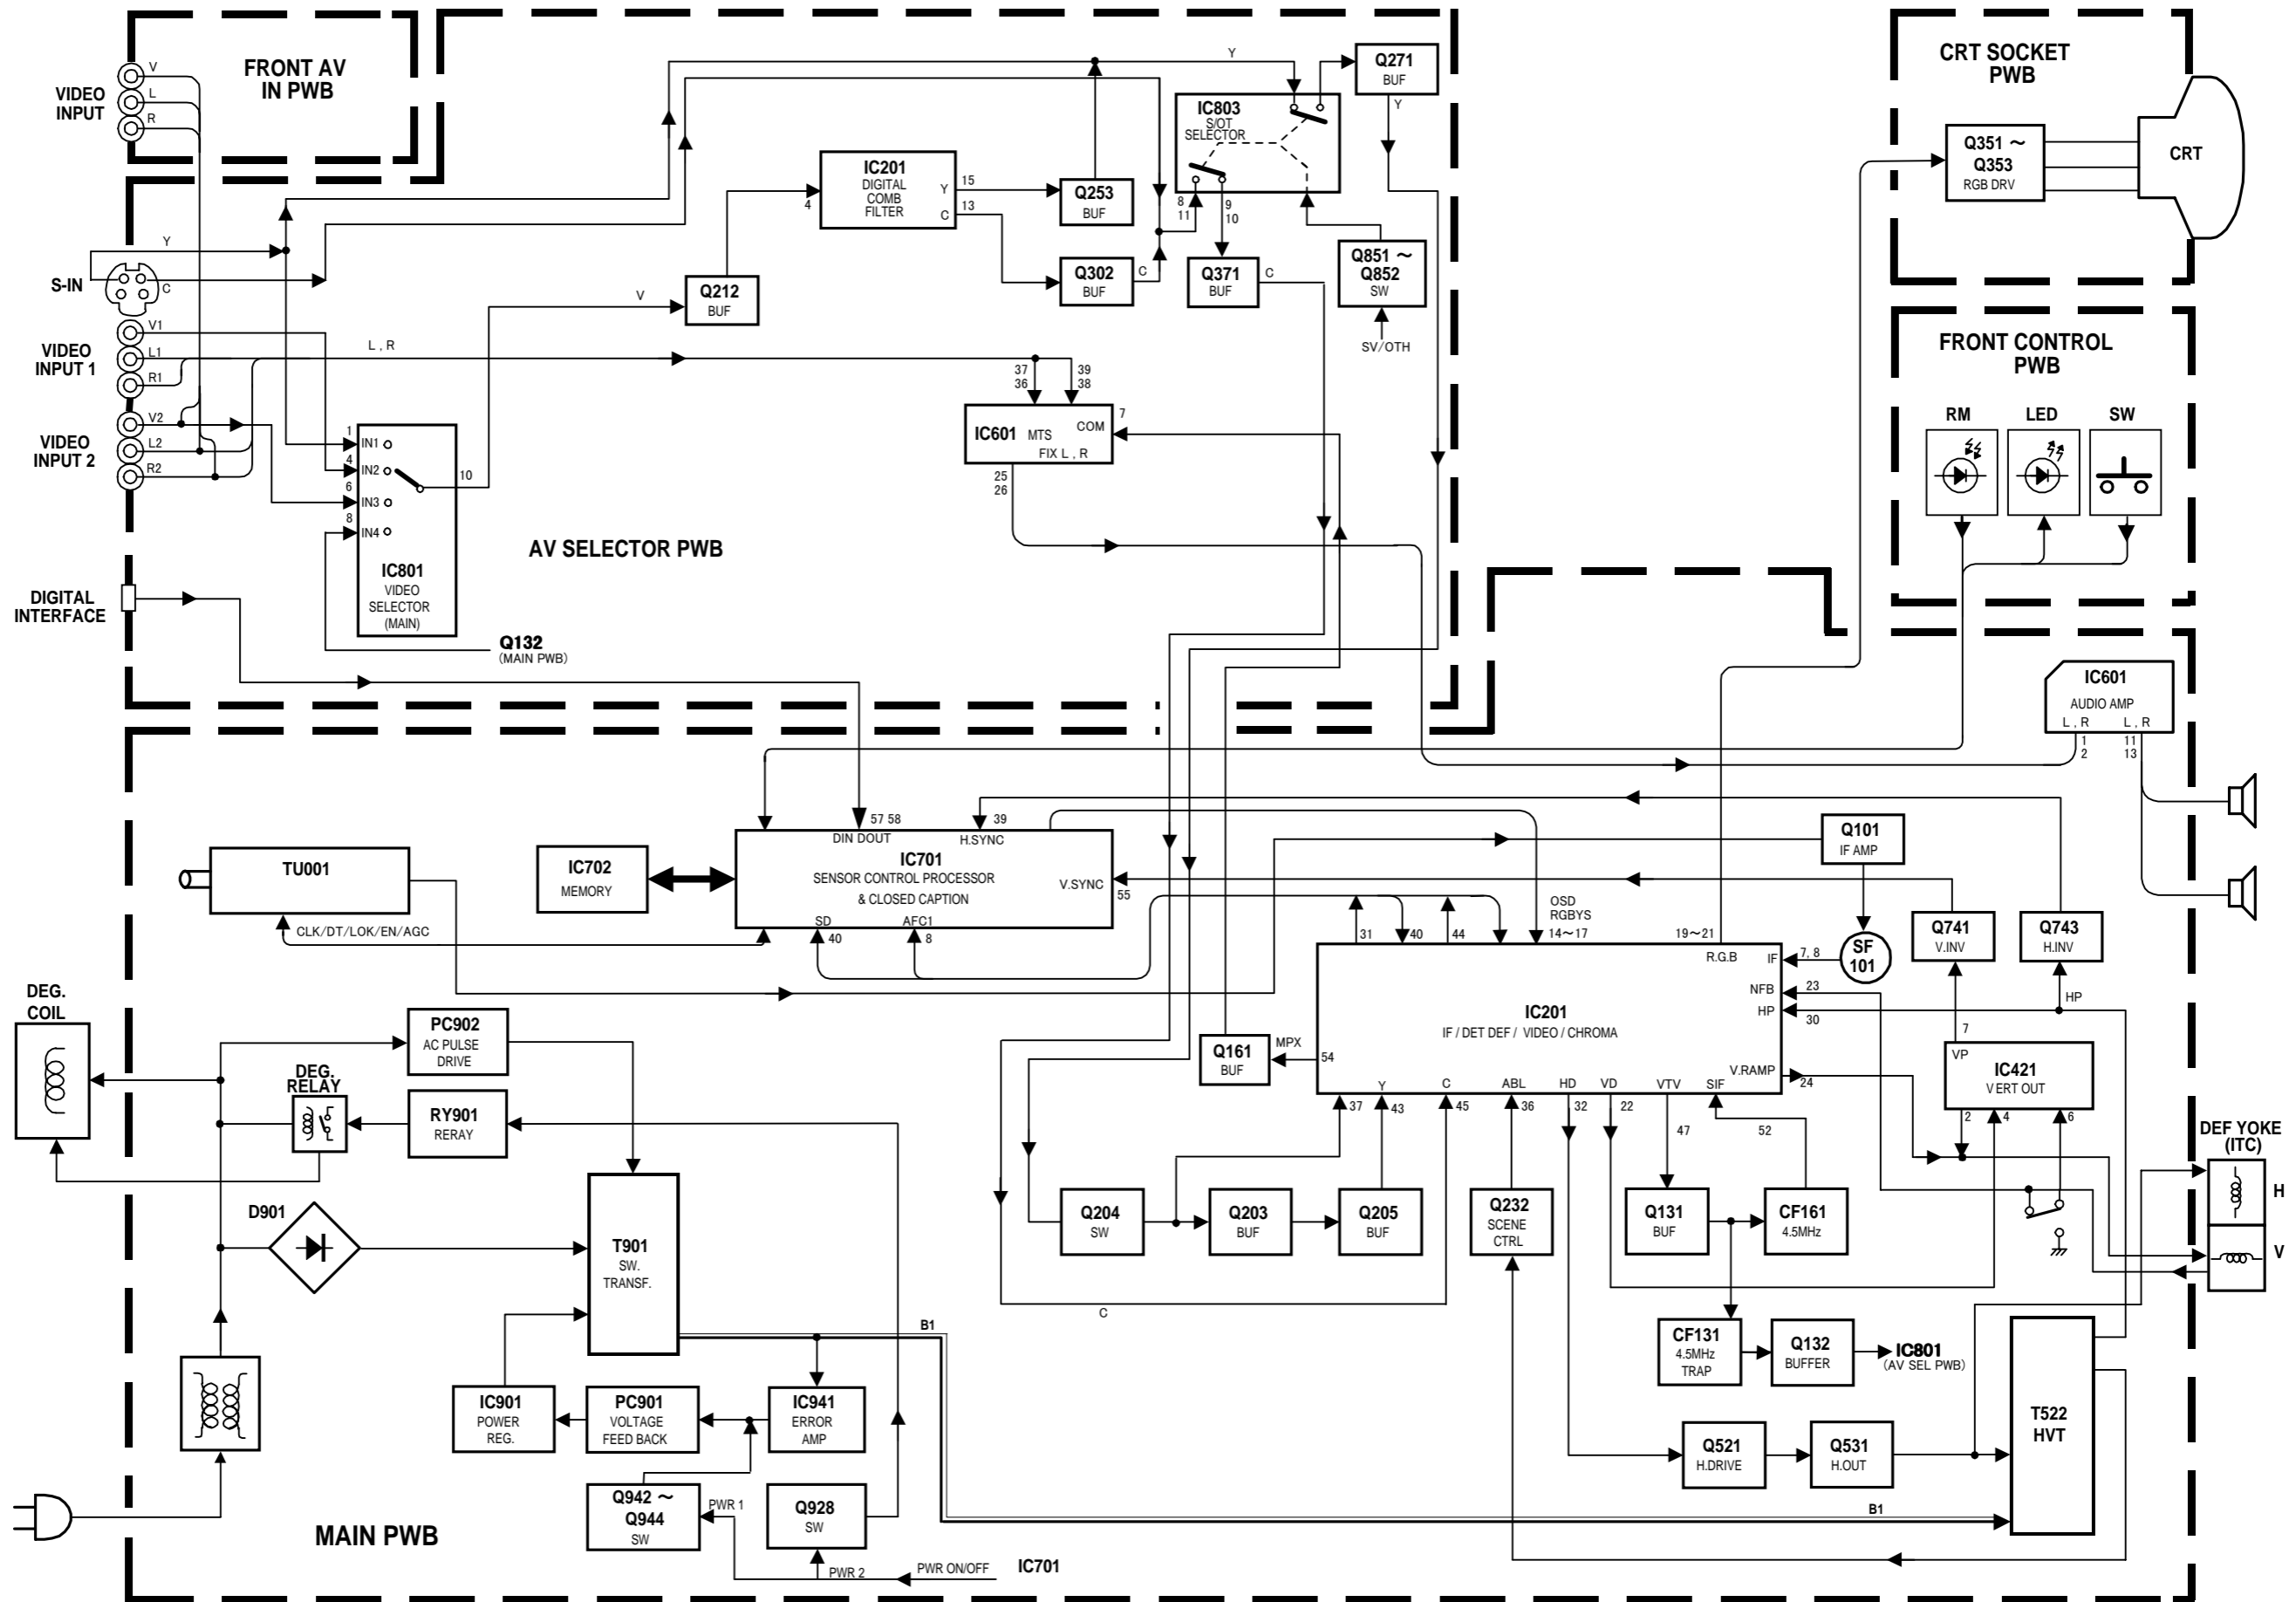 FRONT AV
IN PWB
VIDEO
INPUT
V
L
R
S-IN
Y
C
VIDEO
INPUT 1
V1
L1
R1
VIDEO
INPUT 2
V2
L2
R2
L , R
DIGITAL
INTERFACE
AV SELECTOR PWB
1
IN1
4
IN2
6
IN3
8
IN4
10
IC801
VIDEO
SELECTOR
(MAIN)
Q132
(MAIN PWB)
V
Q212
BUF
4
IC201
DIGITAL
COMB
FILTER
Y
C
15
13
Q253
BUF
Q302
BUF
C
Y
IC803
S/OT
SELECTOR
8
11
9
10
Q271
BUF
Y
Q371
BUF
C
Q851 ~
Q852
SW
SV/OTH
37
36
39
38
IC601 MTS
COM
FIX L , R
7
25
26
CRT SOCKET
PWB
Q351 ~
Q353
RGB DRV
CRT
FRONT CONTROL
PWB
RM
LED
SW
IC601
AUDIO AMP
L , R
L , R
1
2
11
13
TU001
CLK/DT/LOK/EN/AGC
IC702
MEMORY
57 58
39
DIN DOUT
H.SYNC
IC701
SENSOR CONTROL PROCESSOR
& CLOSED CAPTION
V.SYNC
55
SD
AFC1
40
8
Q101
IF AMP
SF
101
Q741
V.INV
Q743
H.INV
HP
31
40
44
OSD
RGBYS
14~17
19~21
R.G.B
IF
7, 8
NFB
23
HP
30
IC201
IF / DET DEF / VIDEO / CHROMA
V.RAMP
24
MPX
54
Q161
BUF
Y
C
ABL
HD
VD
VTV
SIF
37
43
45
36
32
22
47
52
7
VP
IC421
VERT OUT
2
4
6
DEF YOKE
(ITC)
H
V
DEG.
COIL
PC902
AC PULSE
DRIVE
DEG.
RELAY
RY901
RERAY
D901
T901
SW.
TRANSF.
B1
Q204
SW
Q203
BUF
Q205
BUF
Q232
SCENE
CTRL
Q131
BUF
CF161
4.5MHz
C
CF131
4.5MHz
TRAP
Q132
BUFFER
IC801
(AV SEL PWB)
IC901
POWER
REG.
PC901
VOLTAGE
FEED BACK
IC941
ERROR
AMP
Q942 ~
Q944
SW
PWR 1
Q928
SW
PWR 2
PWR ON/OFF
IC701
Q521
H.DRIVE
Q531
H.OUT
T522
HVT
B1
MAIN PWB